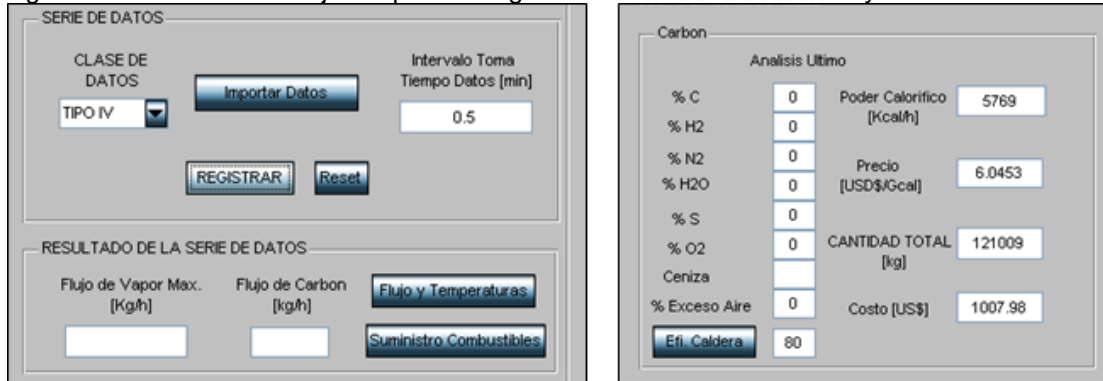 SERIE DE DATOS
CLASE DE
DATOS
TIPO IV
Importar Datos
Intervalo Toma
Tiempo Datos [min]
0.5
REGISTRAR
Reset
RESULTADO DE LA SERIE DE DATOS
Flujo de Vapor Max.
[Kg/h]
Flujo de Carbon
[kg/h]
Flujo y Temperaturas
Suministro Combustibles
Carbon
Analisis Ultimo
% C 0
% H2 0
% N2 0
% H2O 0
% S 0
% O2 0
Ceniza
% Exceso Aire 0
Efi. Caldera 80
Poder Calorifico
[Kcal/h]
5769
Precio
[USD$/Gcal]
6.0453
CANTIDAD TOTAL
[kg]
121009
Costo [US$] 1007.98